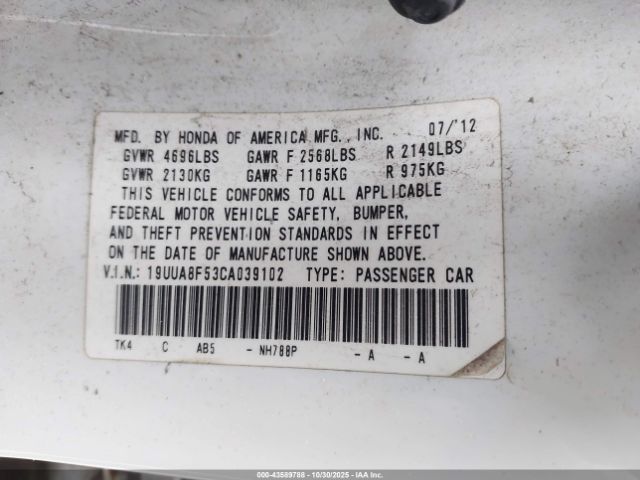 MFD. BY HONDA OF AMERICA MFG., INC. 07/'12
GVWR 4696LBS GAWR F 2568LBS R 2149LBS
GVWR 2130KG GAWR F 1165KG R 975KG
THIS VEHICLE CONFORMS TO ALL APPLICABLE
FEDERAL MOTOR VEHICLE SAFETY, BUMPER,
AND THEFT PREVENTION STANDARDS IN EFFECT
ON THE DATE OF MANUFACTURE SHOWN ABOVE.
V.I.N.: 19UUA8F53CA039102 TYPE: PASSENGER CAR
TK4 C AB5 - NH788P - A - A
000-43589788 - 10/30/2025 - IAAI.com